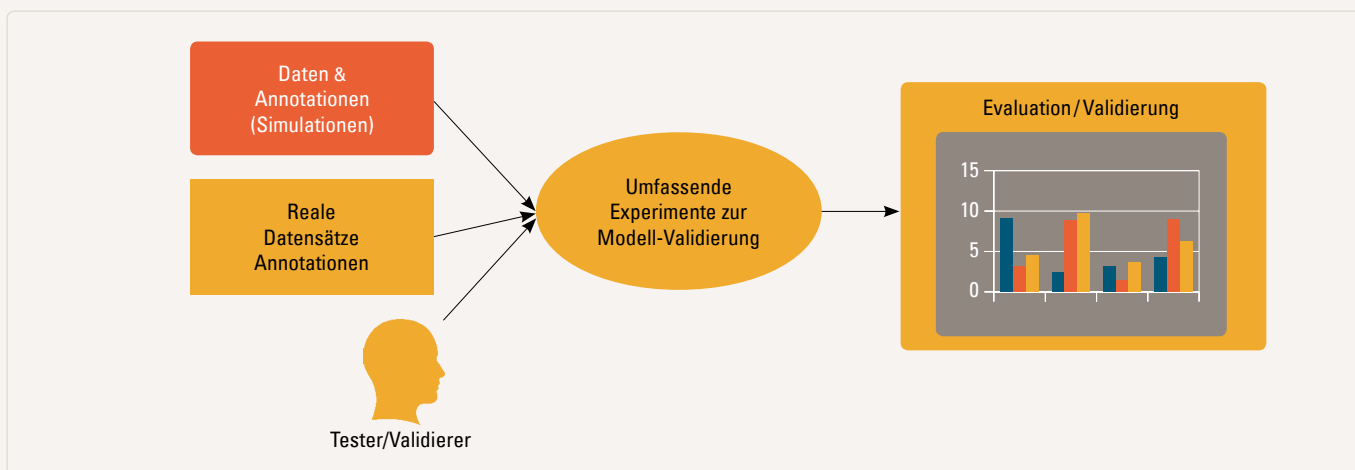 Daten &
Annotationen
(Simulationen)
Reale
Datensätze
Annotationen
Tester/Validierer
Umfassende
Experimente zur
Modell-Validierung
Evaluation/Validierung
15
10
5
0